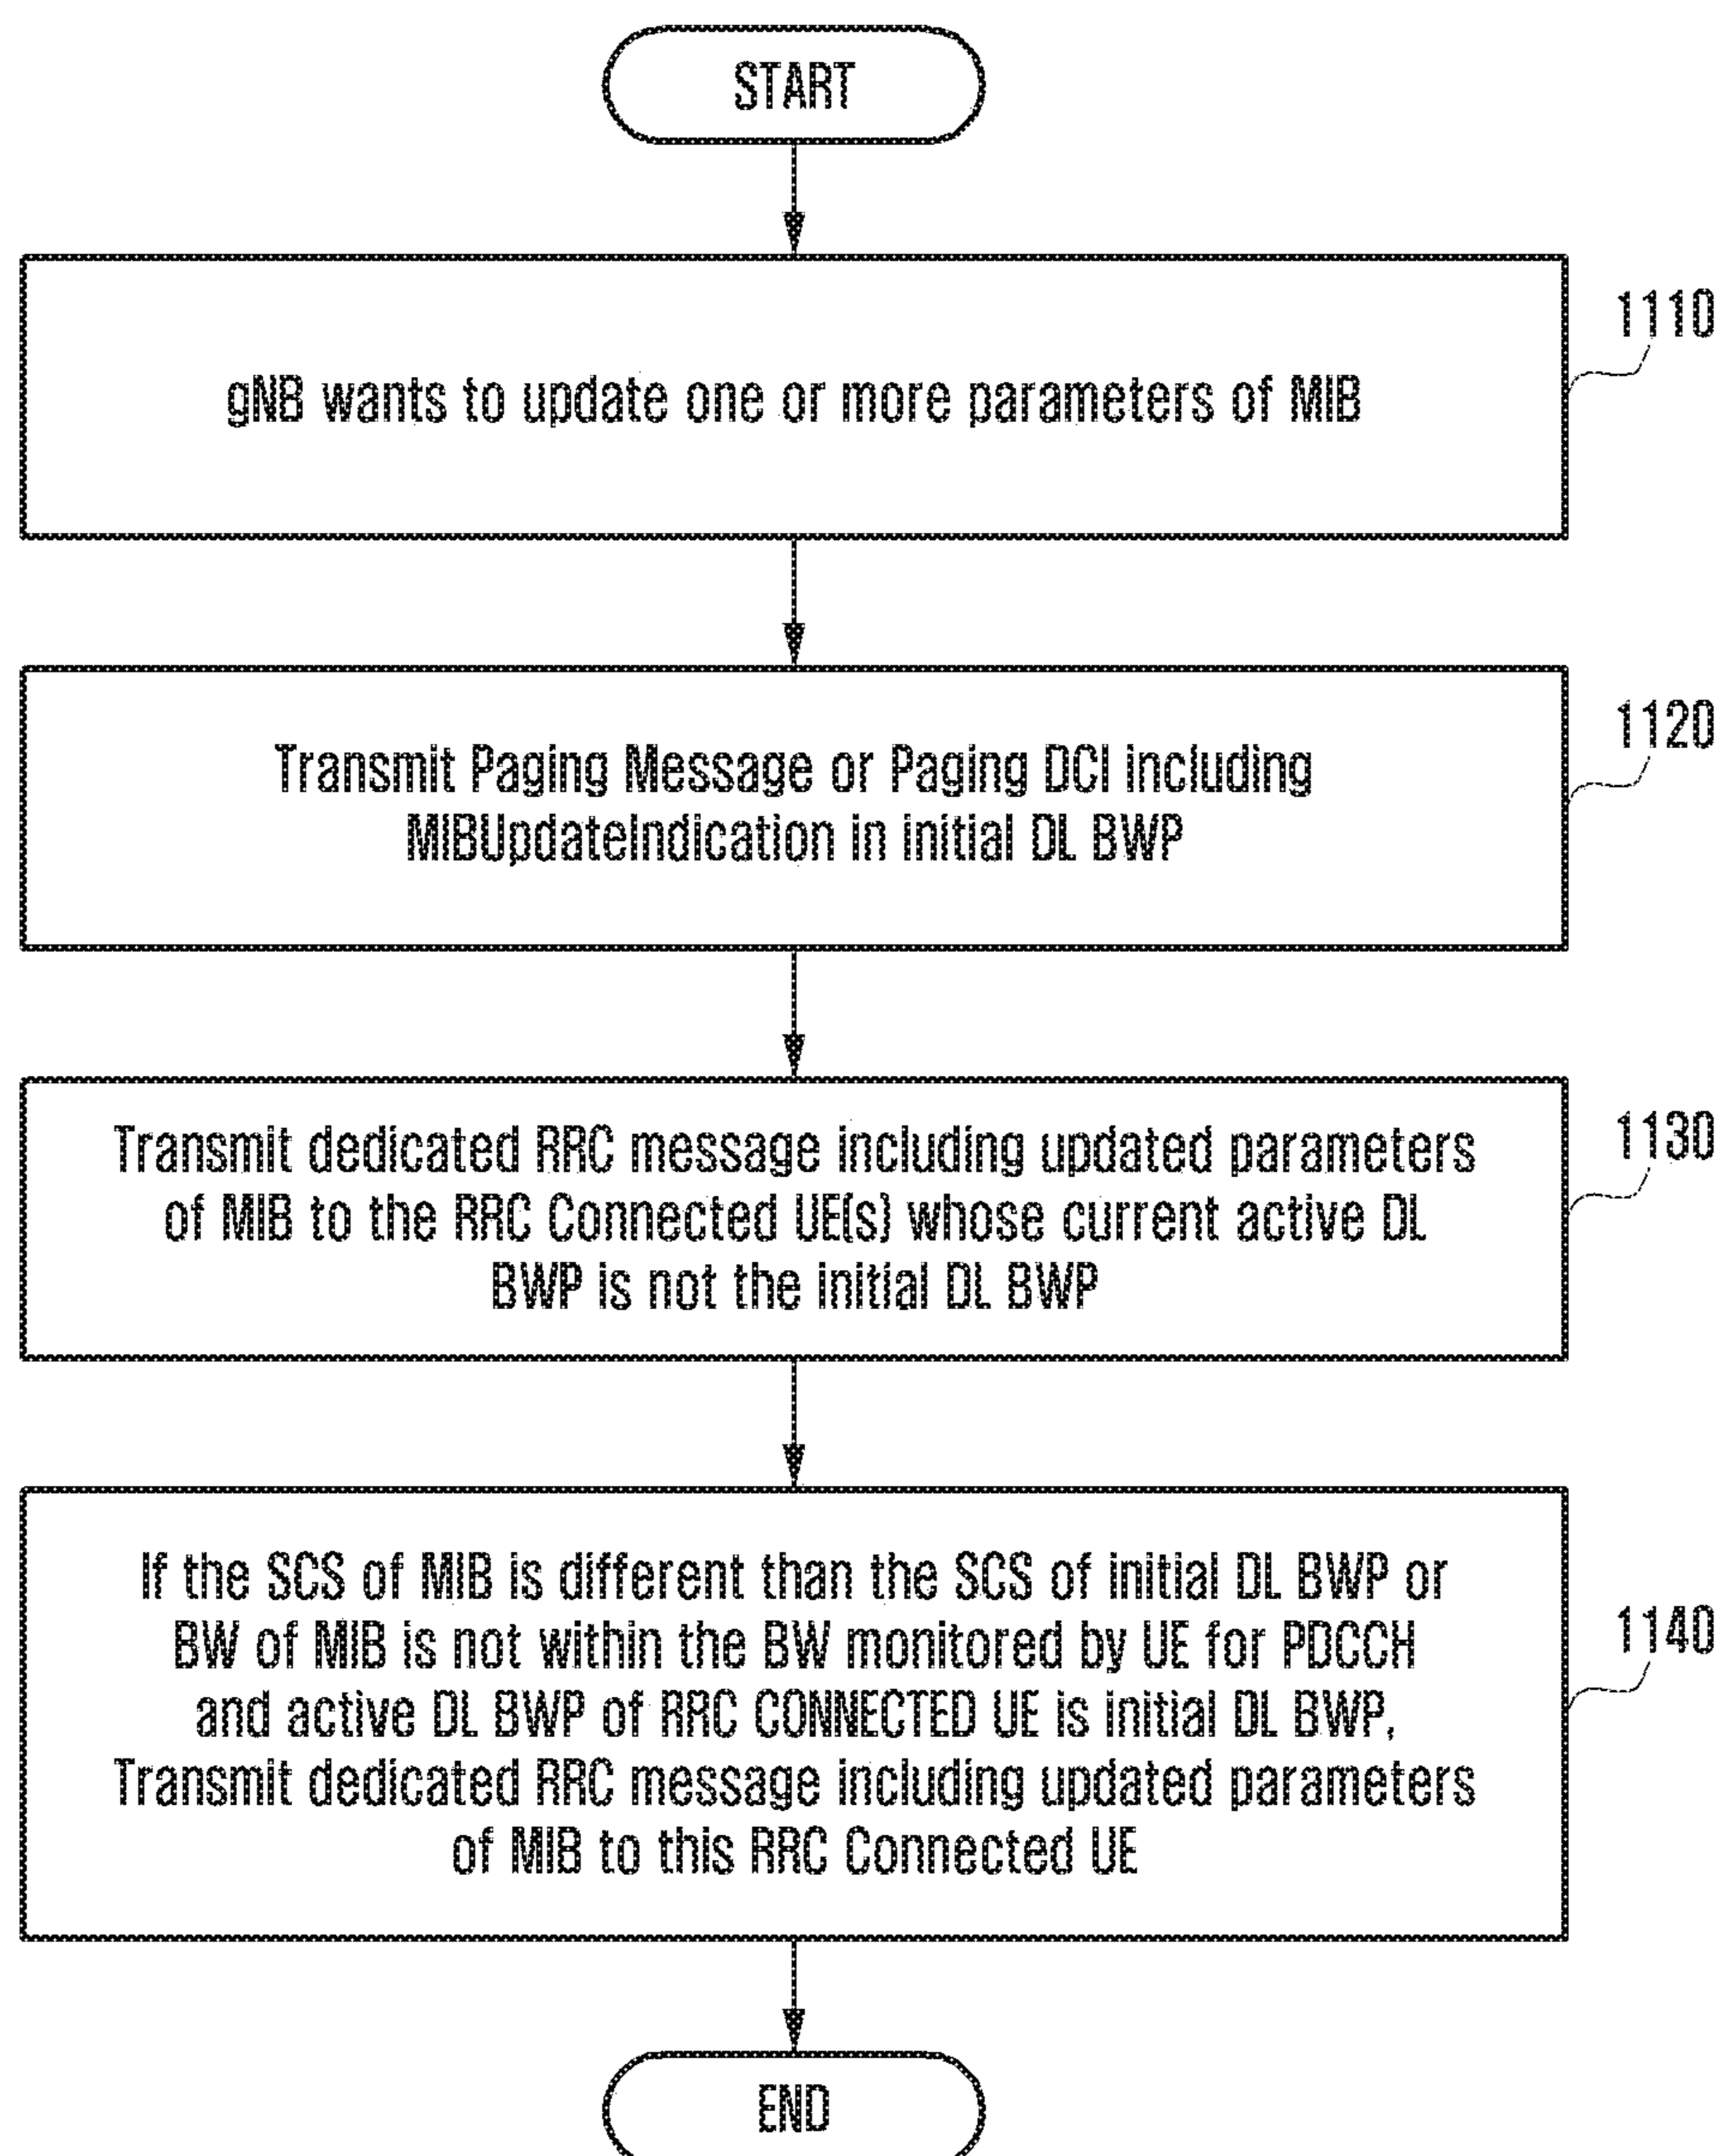 START
1110
gNB wants to update one or more parameters of MIB
1120
Transmit Paging Message or Paging DCI including
MIBUpdateIndication in initial DL BWP
1130
Transmit dedicated RRC message including updated parameters
of MIB to the RRC Connected UE(s) whose current active DL
BWP is not the initial DL BWP
If the SCS of MIB is different than the SCS of initial DL BWP or
BW of MIB is not within the BW monitored by UE for PDCCH
1140
and active DL BWP of RRC CONNECTED UE is initial DL BWP,
Transmit dedicated RRC message including updated parameters
of MIB to this RRC Connected UE
END